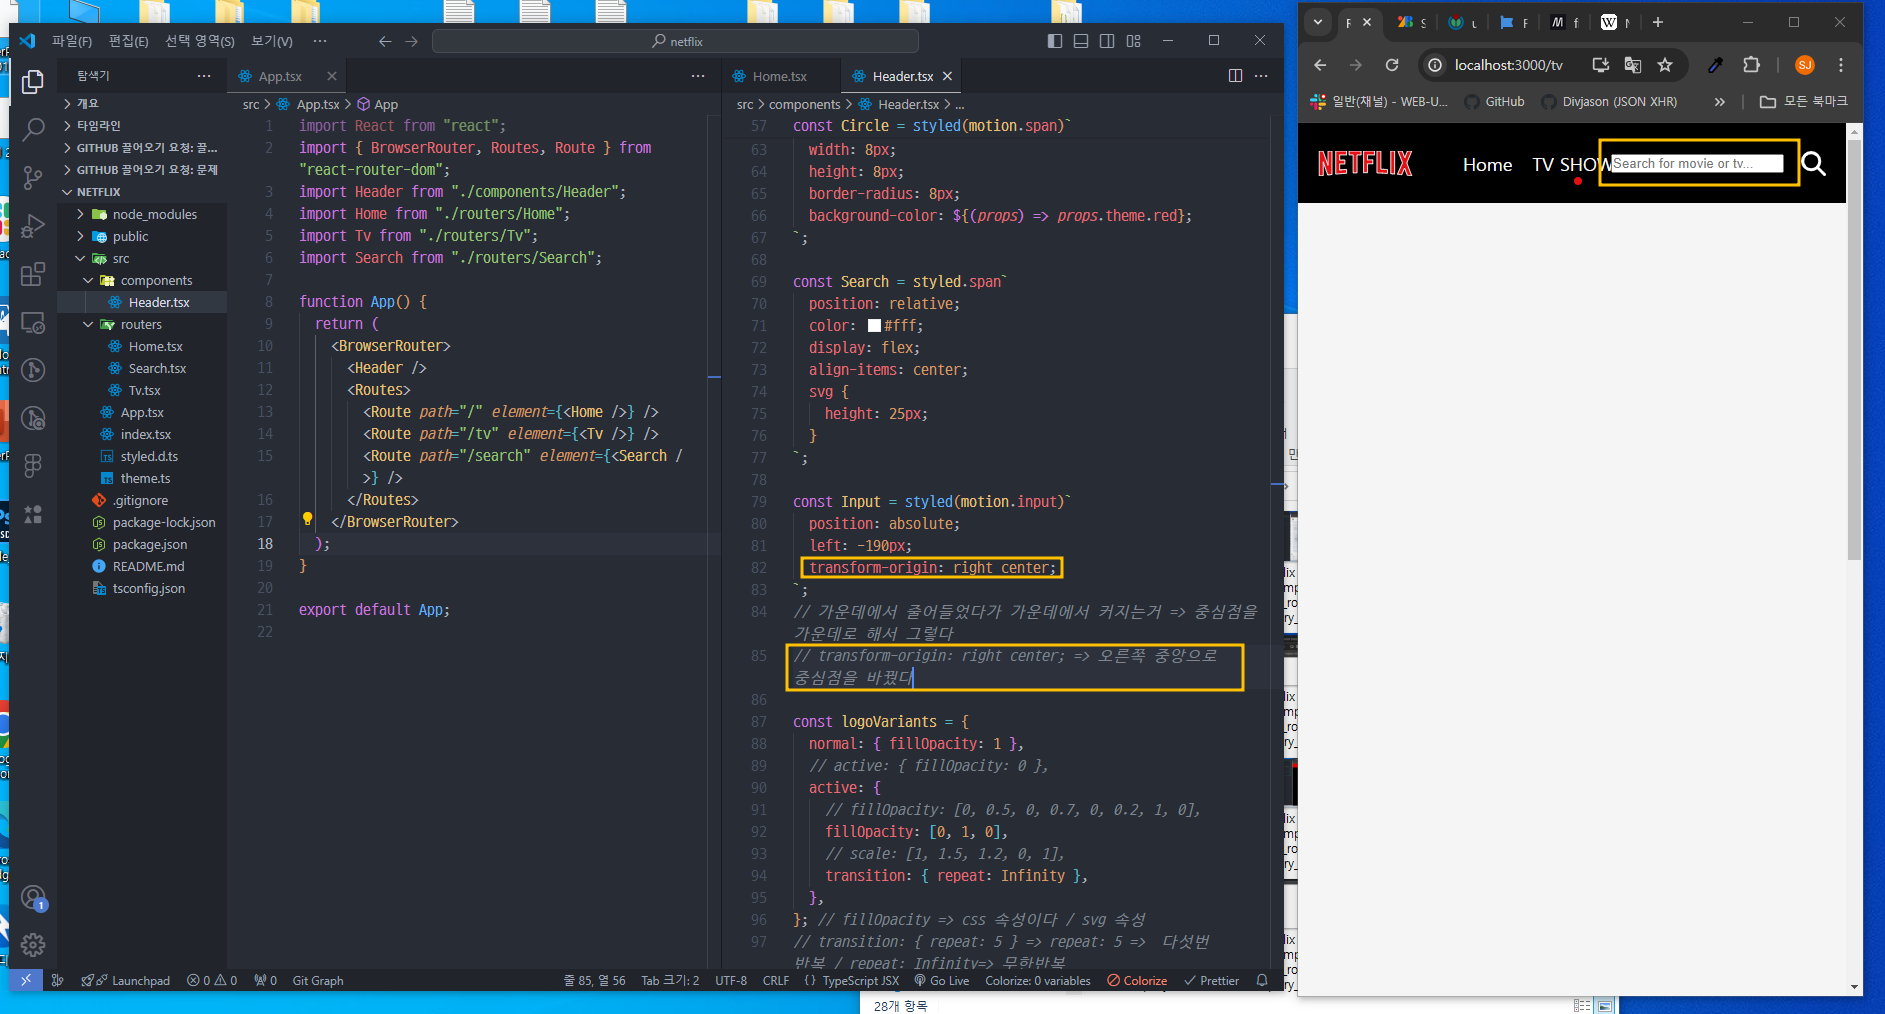 파일(F) 편집(E) 선택 영역(S) 보기(V) ···
netflix
탐색기 ···
개요
타임라인
GITHUB 끌어오기 요청: 끌...
GITHUB 끌어오기 요청: 문제
NETFLIX
node_modules
public
src
components
Header.tsx
routers
Home.tsx
Search.tsx
Tv.tsx
App.tsx
index.tsx
styled.d.ts
theme.ts
.gitignore
package-lock.json
package.json
README.md
tsconfig.json
App.tsx
src > App.tsx > App
1 import React from "react";
2 import { BrowserRouter, Routes, Route } from
"react-router-dom";
3 import Header from "./components/Header";
4 import Home from "./routers/Home";
5 import Tv from "./routers/Tv";
6 import Search from "./routers/Search";
7
8 function App() {
9 return (
10 <BrowserRouter>
11 <Header />
12 <Routes>
13 <Route path="/" element={<Home />} />
14 <Route path="/tv" element={<Tv />} />
15 <Route path="/search" element={<Search /
>} />
16 </Routes>
17 </BrowserRouter>
18 );
19 }
20
21 export default App;
22
Home.tsx Header.tsx
src > components > Header.tsx > ...
57 const Circle = styled(motion.span)`
63 width: 8px;
64 height: 8px;
65 border-radius: 8px;
66 background-color: ${(props) => props.theme.red};
67 `;
68
69 const Search = styled.span`
70 position: relative;
71 color: #fff;
72 display: flex;
73 align-items: center;
74 svg {
75 height: 25px;
76 }
77 `;
78
79 const Input = styled(motion.input)`
80 position: absolute;
81 left: -190px;
82 transform-origin: right center;
83 `;
84 // 가운데에서 줄어들었다가 가운데에서 커지는거 => 중심점을
가운데로 해서 그렇다
85 // transform-origin: right center; => 오른쪽 중앙으로
중심점을 바꿨다
86
87 const logoVariants = {
88 normal: { fillOpacity: 1 },
89 // active: { fillOpacity: 0 },
90 active: {
91 // fillOpacity: [0, 0.5, 0, 0.7, 0, 0.2, 1, 0],
92 fillOpacity: [0, 1, 0],
93 // scale: [1, 1.5, 1.2, 0, 1],
94 transition: { repeat: Infinity },
95 },
96 }; // fillOpacity => css 속성이다 / svg 속성
97 // transition: { repeat: 5 } => repeat: 5 => 다섯번
반복 / repeat: Infinity=> 무한반복
1
Launchpad 0 0 0 Git Graph
줄 85, 열 56 Tab 크기: 2 UTF-8 CRLF {} TypeScript JSX Go Live Colorize: 0 variables Colorize Prettier
localhost:3000/tv SJ
일반(채널) - WEB-U... GitHub Divjason (JSON XHR) » 모든 북마크
NETFLIX Home TV SHOW Search for movie or tv...
28개 항목